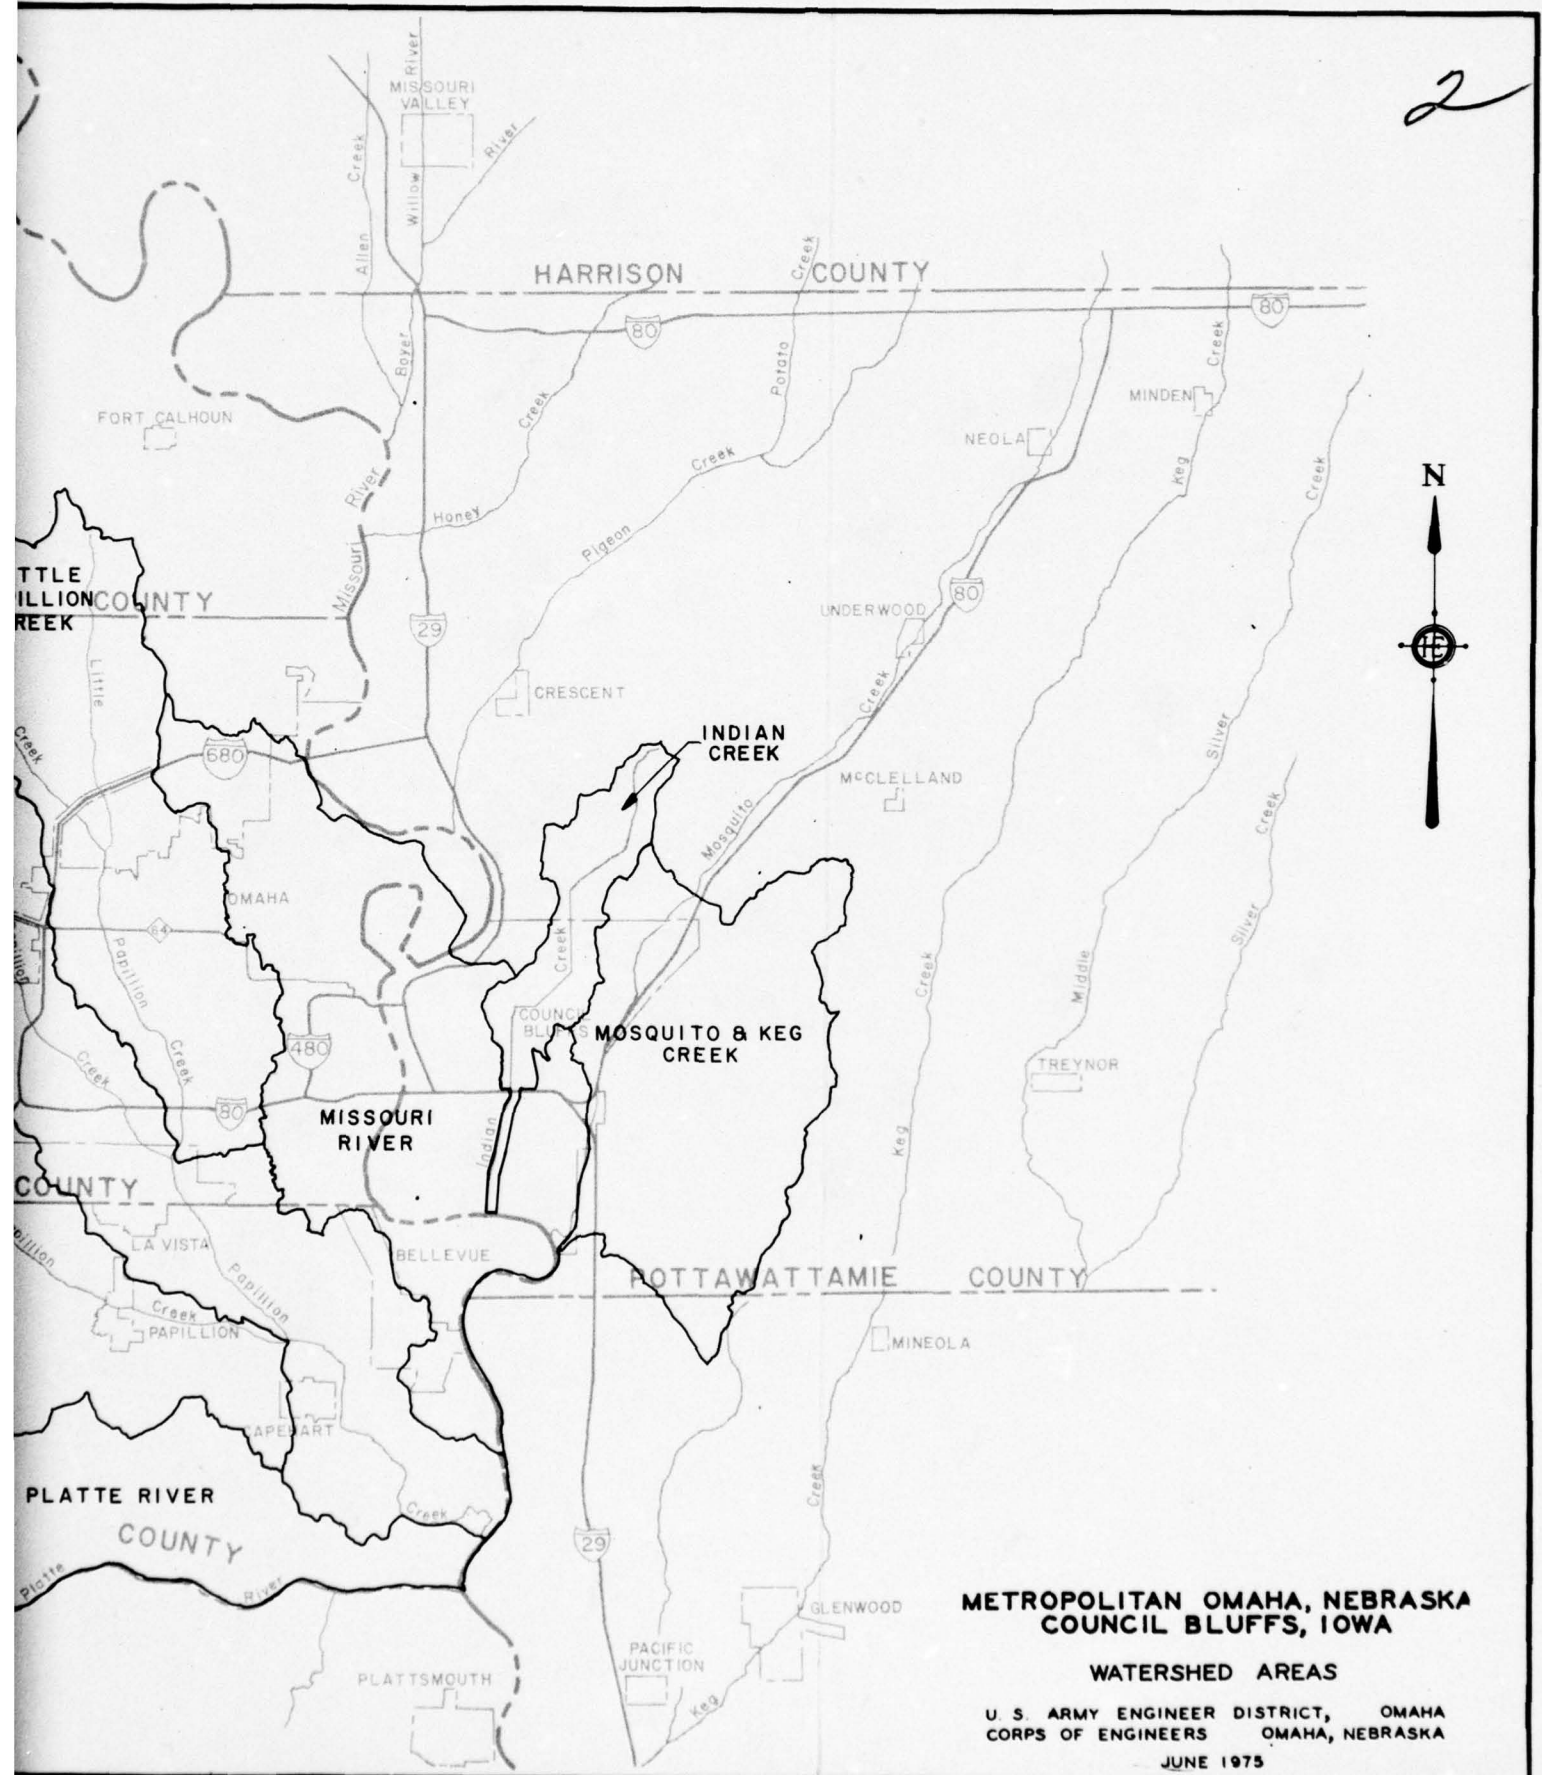 2
River
MISSOURI
VALLEY
Creek
River
Willow
Allen
HARRISON COUNTY
Creek
80
80
Boyer
Potato
Creek
Creek
MINDEN
FORT CALHOUN
NEOLA
Creek
Keg
Creek
River
Honey
Pigeon
N
TTLE
ILLION
REEK
COUNTY
Missouri
29
UNDERWOOD
80
HE
Little
CRESCENT
Creek
INDIAN
CREEK
Creek
680
Silver
McCLELLAND
Mosquito
Creek
OMAHA
64
Papillion
Creek
Silver
Creek
Middle
COUNCIL
BLUFFS
MOSQUITO & KEG
CREEK
480
Creek
Creek
TREYNOR
80
MISSOURI
RIVER
Indian
Keg
COUNTY
LA VISTA
BELLEVUE
Papillion
POTTAWATTAMIE COUNTY
Creek
PAPILLION
MINEOLA
CAPEHART
PLATTE RIVER
Creek
Creek
COUNTY
29
Platte
River
GLENWOOD
METROPOLITAN OMAHA, NEBRASKA
COUNCIL BLUFFS, IOWA
PACIFIC
JUNCTION
WATERSHED AREAS
PLATTSMOUTH
Keg
U. S. ARMY ENGINEER DISTRICT, OMAHA
CORPS OF ENGINEERS OMAHA, NEBRASKA
JUNE 1975